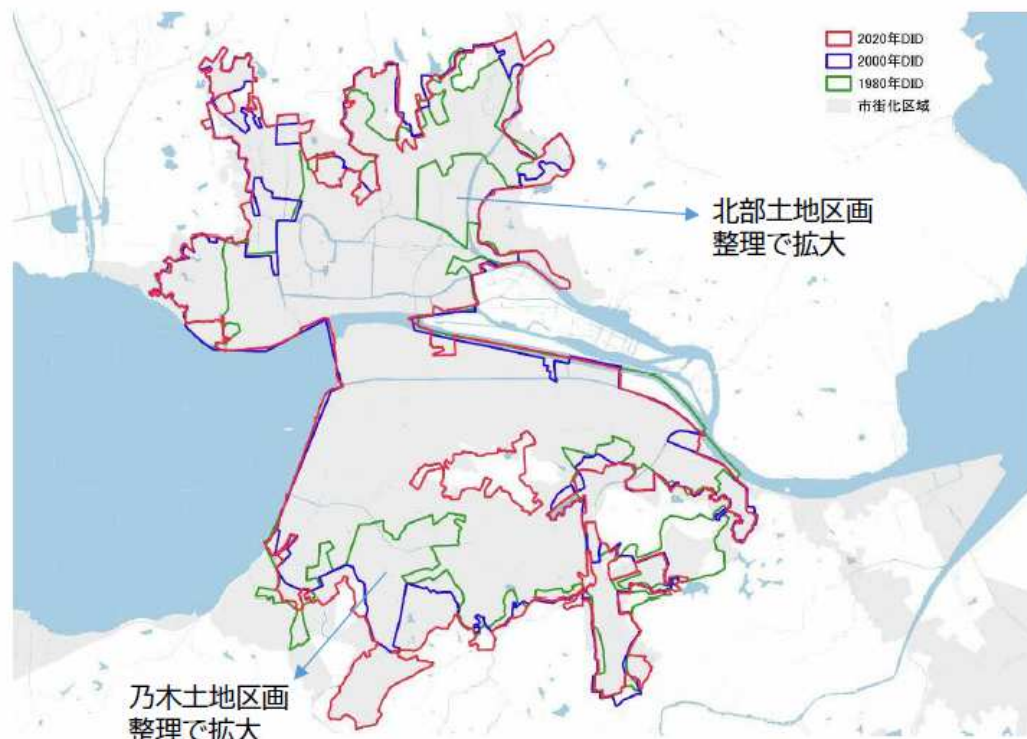 2020年DID
2000年DID
1980年DID
市街化区域
北部土地区画
整理で拡大
乃木土地区画
整理で拡大